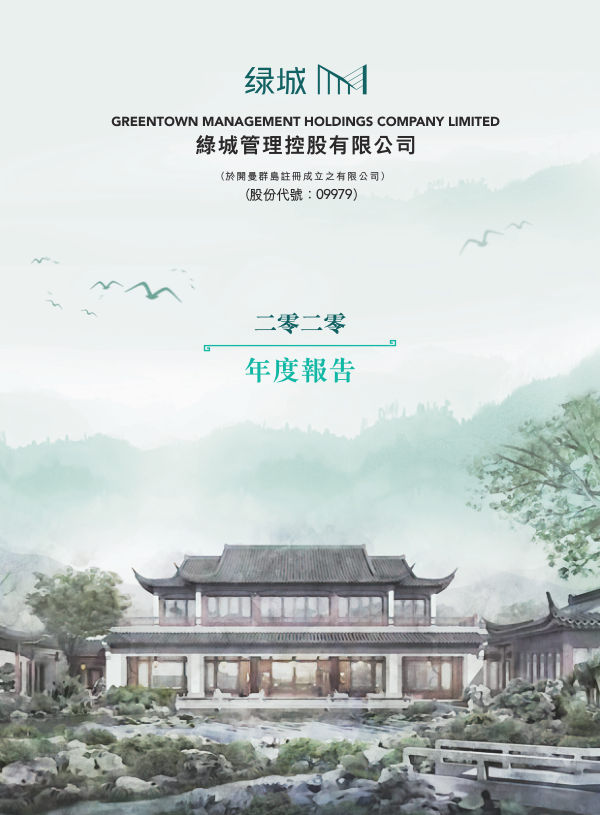 绿城
GREENTOWN MANAGEMENT HOLDINGS COMPANY LIMITED
綠城管理控股有限公司
（於開曼群島註冊成立之有限公司）
（股份代號：09979）
二零二零
年度報告